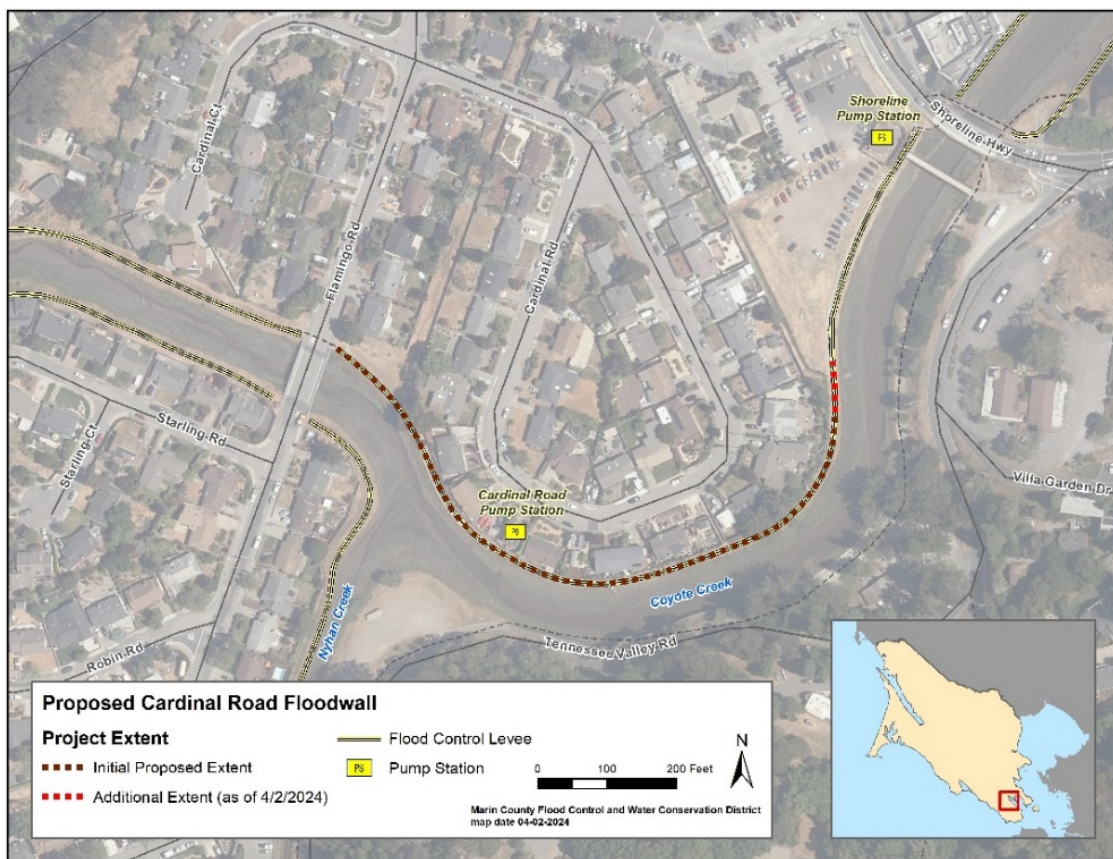 Cardinal Ct
Flamingo Rd
Cardinal Rd
Shoreline
Pump Station
PS
Shoreline Hwy
Starling Rd
Starling Ct
Cardinal Road
Pump Station
PS
Villa Garden Dr
Coyote Creek
Nyhan Creek
Tennessee Valley Rd
Robin Rd
Proposed Cardinal Road Floodwall
Project Extent
Initial Proposed Extent
Additional Extent (as of 4/2/2024)
Flood Control Levee
PS Pump Station
0 100 200 Feet
N
Marin County Flood Control and Water Conservation District
map date 04-02-2024